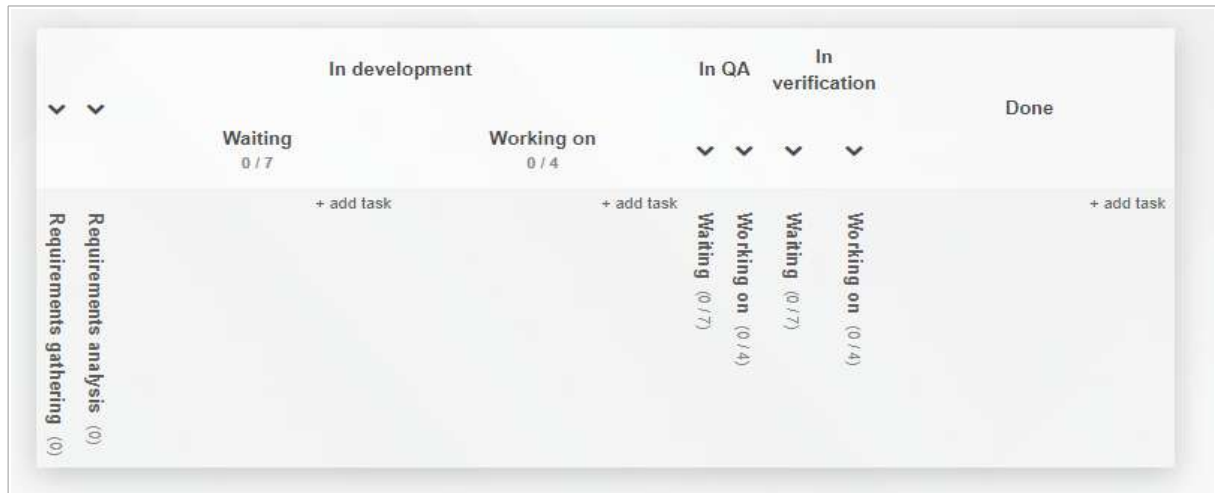 In development
In QA
In
verification
Done
Waiting
0 / 7
Working on
0 / 4
+ add task
+ add task
+ add task
Requirements gathering (0)
Requirements analysis (0)
Waiting (0 / 7)
Working on (0 / 4)
Waiting (0 / 7)
Working on (0 / 4)